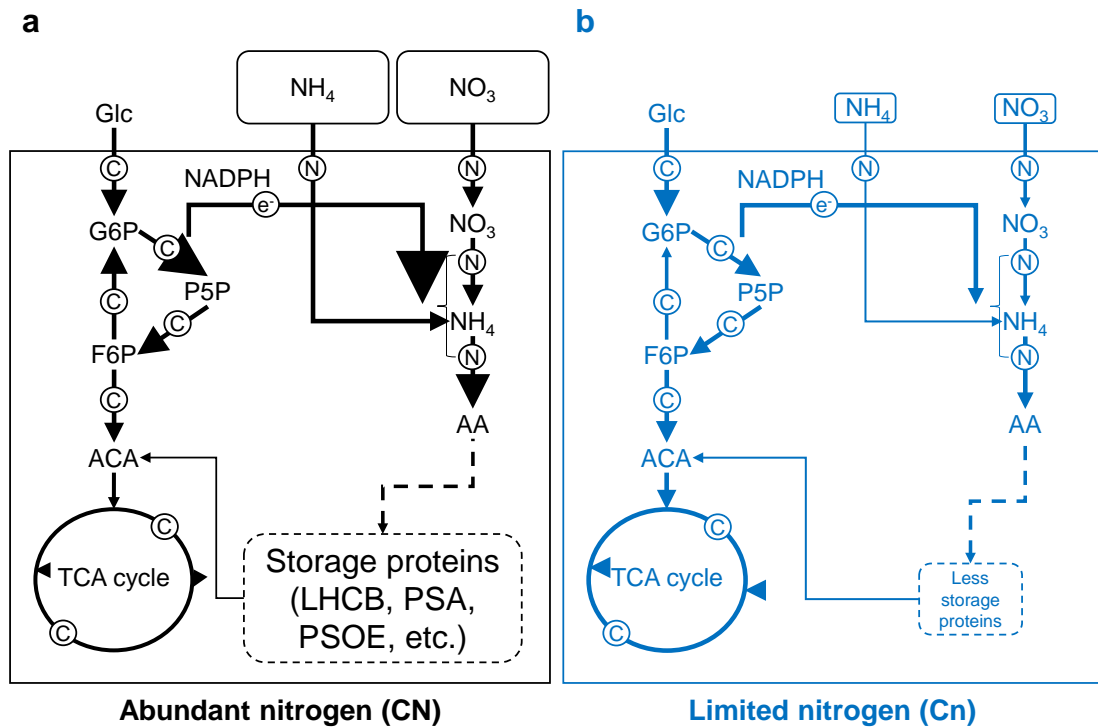 a
NH₄
NO₃
Glc
C
N
N
NADPH
e⁻
G6P
C
NO₃
N
C
P5P
C
NH₄
F6P
N
C
AA
ACA
C
TCA cycle
C
Storage proteins
(LHCB, PSA,
PSOE, etc.)
Abundant nitrogen (CN)
b
NH₄
NO₃
Glc
C
N
N
NADPH
e⁻
G6P
C
NO₃
N
C
P5P
C
NH₄
F6P
N
C
AA
ACA
C
TCA cycle
C
Less
storage
proteins
Limited nitrogen (Cn)